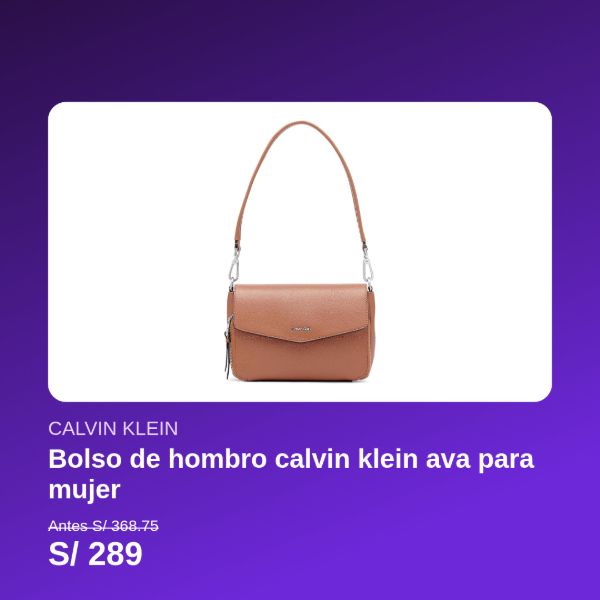 CALVIN KLEIN
Bolso de hombro calvin klein ava para
mujer
Antes S/ 368.75
S/ 289